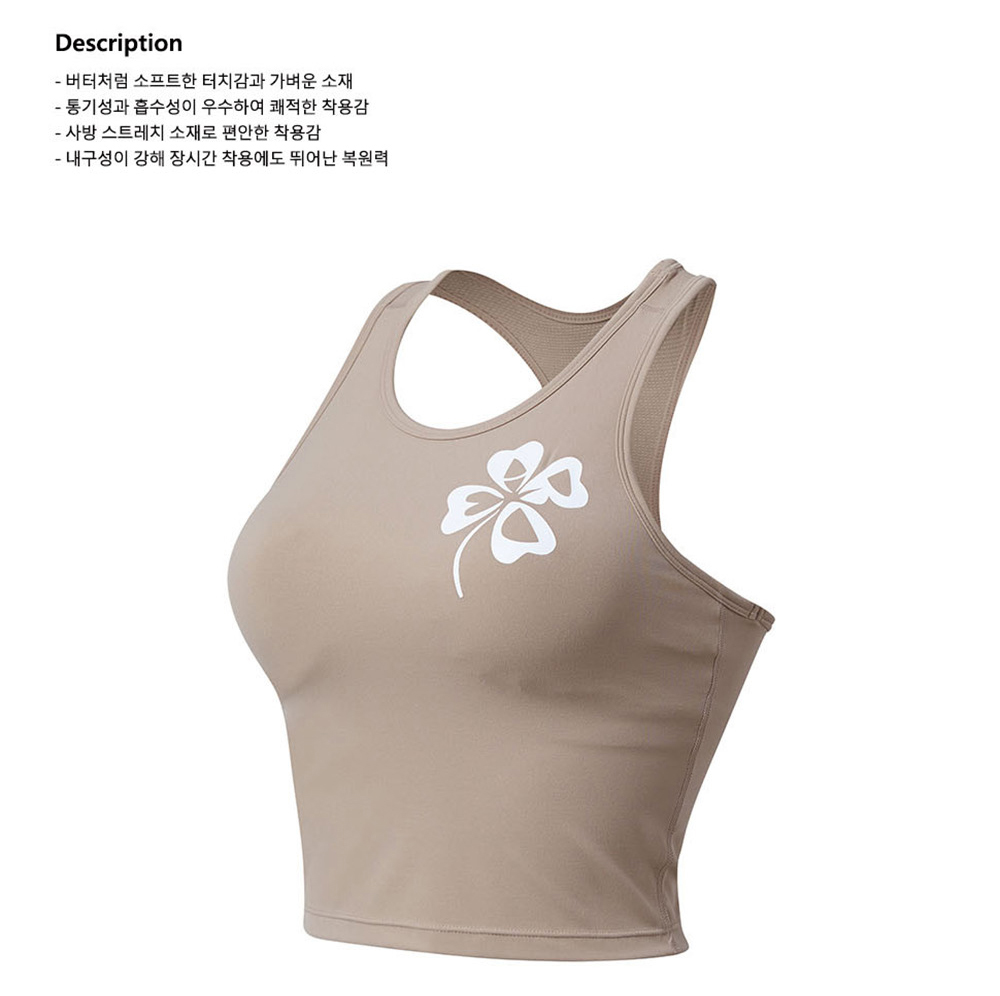 Description
- 버터처럼 소프트한 터치감과 가벼운 소재
- 통기성과 흡수성이 우수하여 쾌적한 착용감
- 사방 스트레치 소재로 편안한 착용감
- 내구성이 강해 장시간 착용에도 뛰어난 복원력